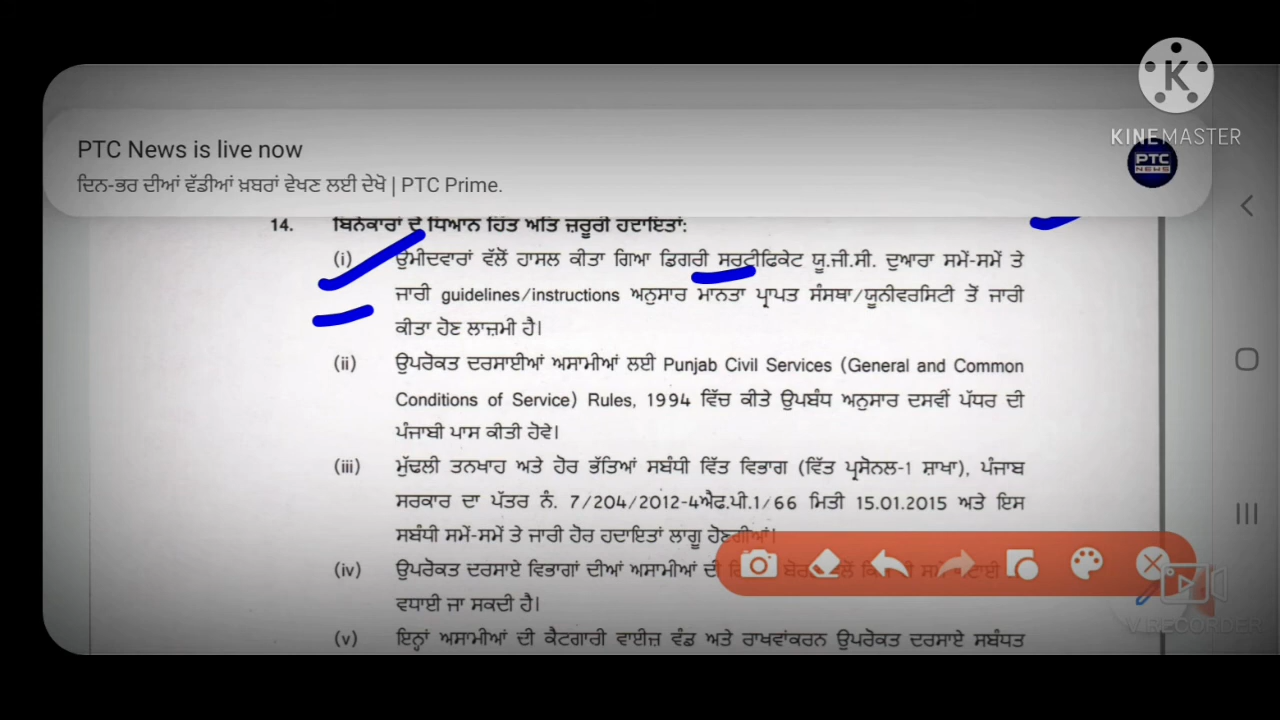 KINEMASTER
K
PTC News is live now
ਦਿਨ-ਭਰ ਦੀਆਂ ਵੱਡੀਆਂ ਖ਼ਬਰਾਂ ਵੇਖਣ ਲਈ ਦੇਖੋ | PTC Prime.
PTC
NEWS
14. ਬਿਨੈਕਾਰਾਂ ਦੇ ਧਿਆਨ ਹਿੱਤ ਅਤਿ ਜ਼ਰੂਰੀ ਹਦਾਇਤਾਂ:
(i) ਉਮੀਦਵਾਰਾਂ ਵੱਲੋਂ ਹਾਸਲ ਕੀਤਾ ਗਿਆ ਡਿਗਰੀ ਸਰਟੀਫਿਕੇਟ ਯੂ.ਜੀ.ਸੀ. ਦੁਆਰਾ ਸਮੇਂ-ਸਮੇਂ ਤੇ
ਜਾਰੀ guidelines/instructions ਅਨੁਸਾਰ ਮਾਨਤਾ ਪ੍ਰਾਪਤ ਸੰਸਥਾ/ਯੂਨੀਵਰਸਿਟੀ ਤੋਂ ਜਾਰੀ
ਕੀਤਾ ਹੋਣ ਲਾਜ਼ਮੀ ਹੈ।
(ii) ਉਪਰੋਕਤ ਦਰਸਾਈਆਂ ਅਸਾਮੀਆਂ ਲਈ Punjab Civil Services (General and Common
Conditions of Service) Rules, 1994 ਵਿੱਚ ਕੀਤੇ ਉਪਬੰਧ ਅਨੁਸਾਰ ਦਸਵੀਂ ਪੱਧਰ ਦੀ
ਪੰਜਾਬੀ ਪਾਸ ਕੀਤੀ ਹੋਵੇ।
(iii) ਮੁੱਢਲੀ ਤਨਖਾਹ ਅਤੇ ਹੋਰ ਭੱਤਿਆਂ ਸਬੰਧੀ ਵਿੱਤ ਵਿਭਾਗ (ਵਿੱਤ ਪ੍ਰਸੋਨਲ-1 ਸ਼ਾਖਾ), ਪੰਜਾਬ
ਸਰਕਾਰ ਦਾ ਪੱਤਰ ਨੰ. 7/204/2012-4ਐਫ.ਪੀ.1/66 ਮਿਤੀ 15.01.2015 ਅਤੇ ਇਸ
ਸਬੰਧੀ ਸਮੇਂ-ਸਮੇਂ ਤੇ ਜਾਰੀ ਹੋਰ ਹਦਾਇਤਾਂ ਲਾਗੂ ਹੋਣਗੀਆਂ।
(iv) ਉਪਰੋਕਤ ਦਰਸਾਏ ਵਿਭਾਗਾਂ ਦੀਆਂ ਅਸਾਮੀਆਂ ਦੀ
ਵਧਾਈ ਜਾ ਸਕਦੀ ਹੈ।
V RECORDER
(v) ਇਨ੍ਹਾਂ ਅਸਾਮੀਆਂ ਦੀ ਕੈਟਗਾਰੀ ਵਾਈਜ਼ ਵੰਡ ਅਤੇ ਰਾਖਵਾਂਕਰਨ ਉਪਰੋਕਤ ਦਰਸਾਏ ਸਬੰਧਤ